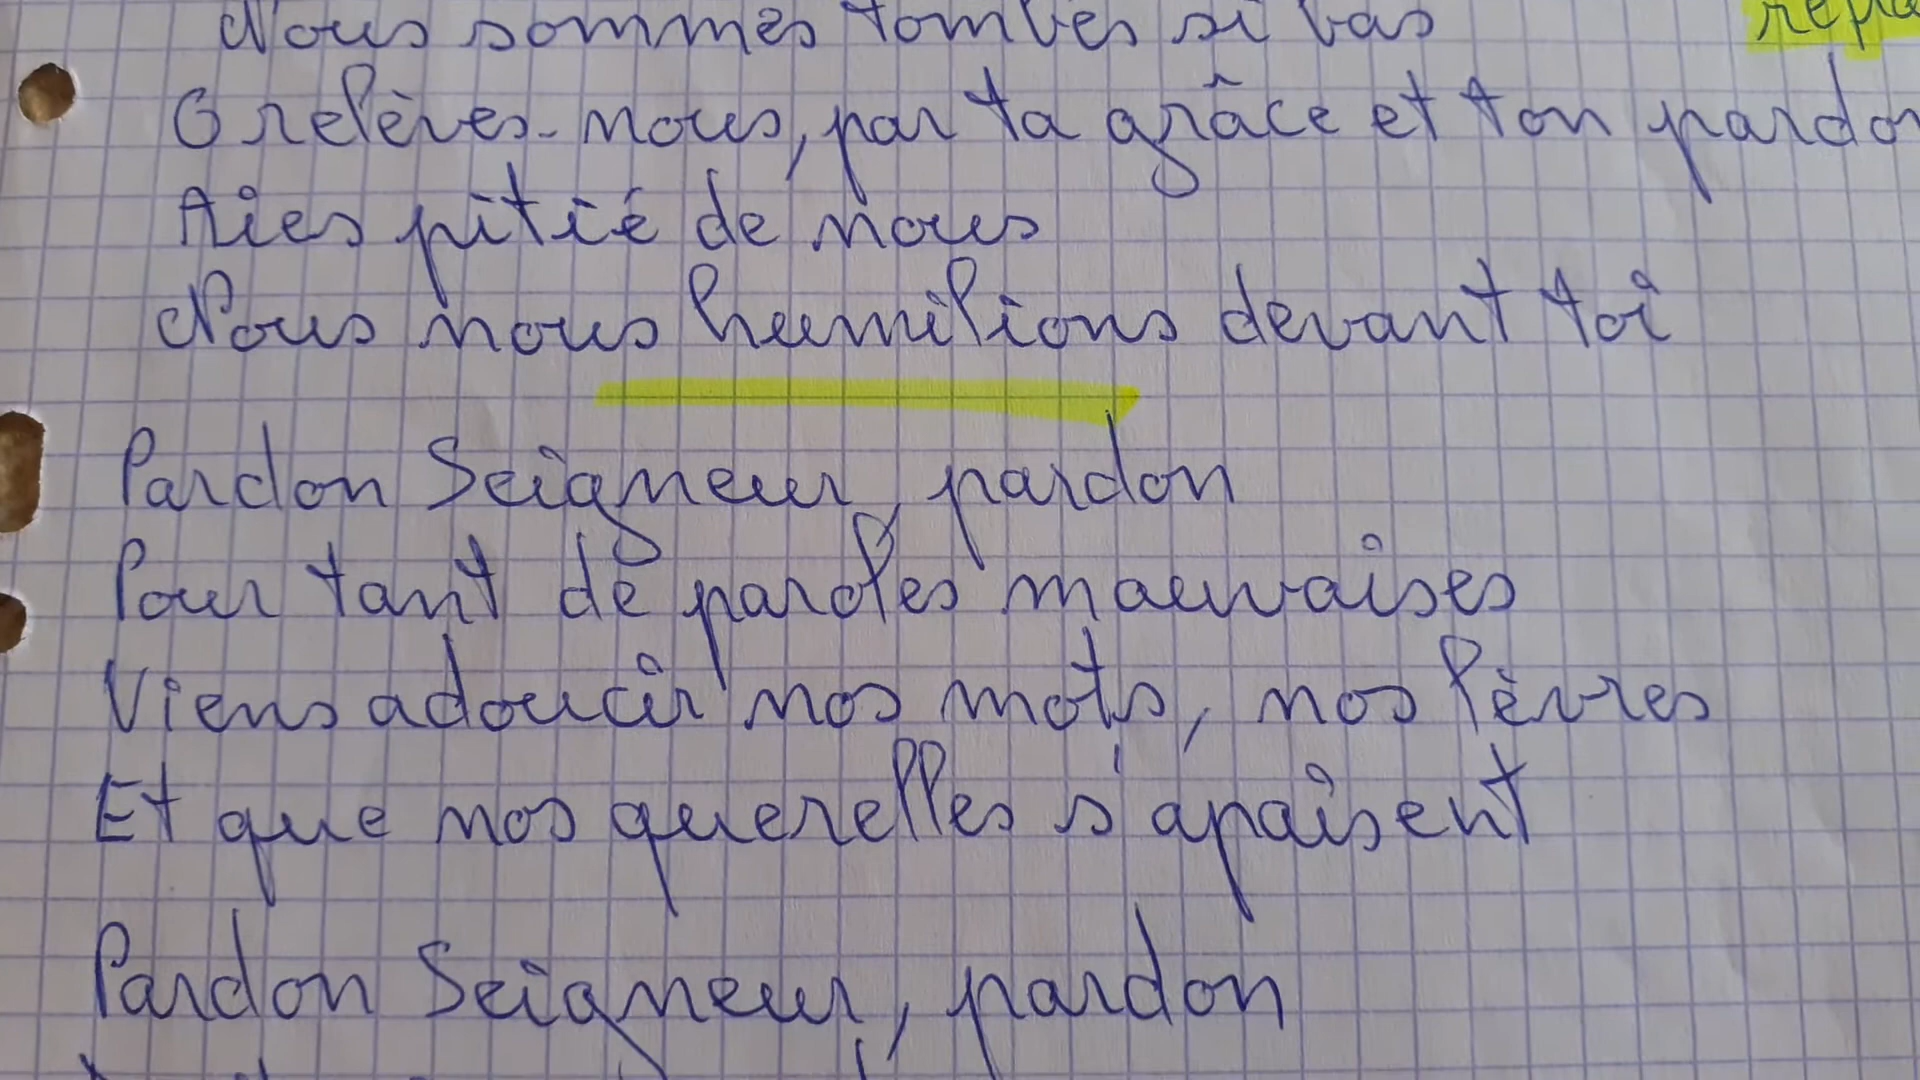 Nous sommes tombés si bas
O relèves-nous, par ta grâce et ton pardon
Aies pitié de nous
Nous nous humilions devant toi
Pardon Seigneur, pardon
Pour tant de paroles mauvaises
Viens adoucir nos mots, nos lèvres
Et que nos querelles s'apaisent
Pardon Seigneur, pardon